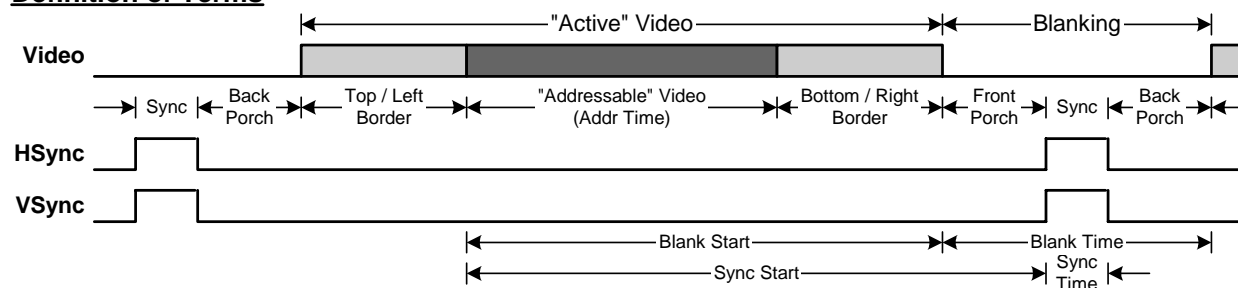 Definition of Terms
"Active" Video
Blanking
Video
Sync
Back Porch
Top / Left Border
"Addressable" Video
(Addr Time)
Bottom / Right Border
Front Porch
Sync
Back Porch
HSync
VSync
Blank Start
Blank Time
Sync Start
Sync Time